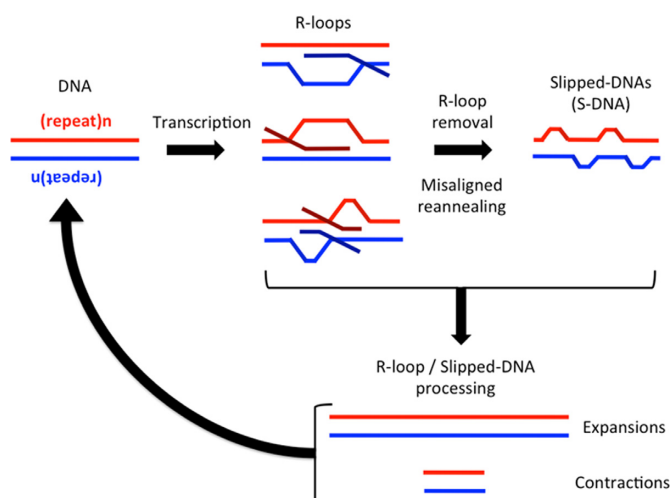 R-loops
DNA
(repeat)n
(repeat)n
Transcription
R-loop
removal
Misaligned
reannealing
Slipped-DNAs
(S-DNA)
R-loop / Slipped-DNA
processing
Expansions
Contractions